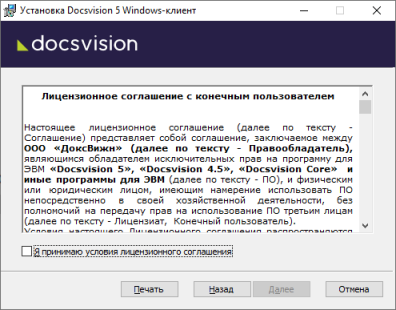 Установка Docsvision 5 Windows-клиент
docsvision
Лицензионное соглашение с конечным пользователем
Настоящее лицензионное соглашение (далее по тексту -
Соглашение) представляет собой соглашение, заключаемое между
ООО «ДоксВижн» (далее по тексту - Правообладатель),
являющимся обладателем исключительных прав на программу для
ЭВМ «Docsvision 5», «Docsvision 4.5», «Docsvision Core» и
иные программы для ЭВМ (далее по тексту - ПО), и физическим
или юридическим лицом, имеющим намерение использовать ПО
непосредственно в своей хозяйственной деятельности, без
полномочий на передачу прав на использование ПО третьим лицам
(далее по тексту - Лицензиат, Конечный пользователь).
Условия настоящего Лицензионного соглашения распространяются
Я принимаю условия лицензионного соглашения
Печать
Назад
Далее
Отмена